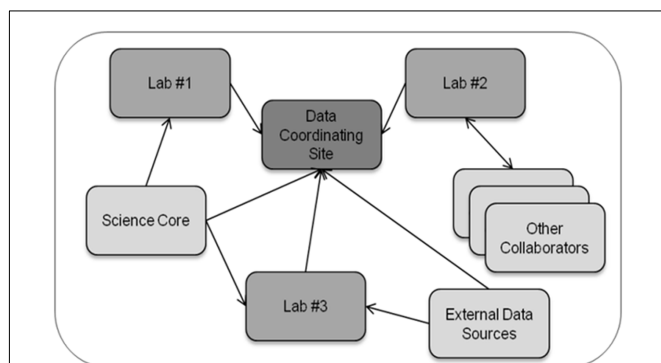 Lab #1
Lab #2
Data
Coordinating
Site
Science Core
Other
Collaborators
Lab #3
External Data
Sources